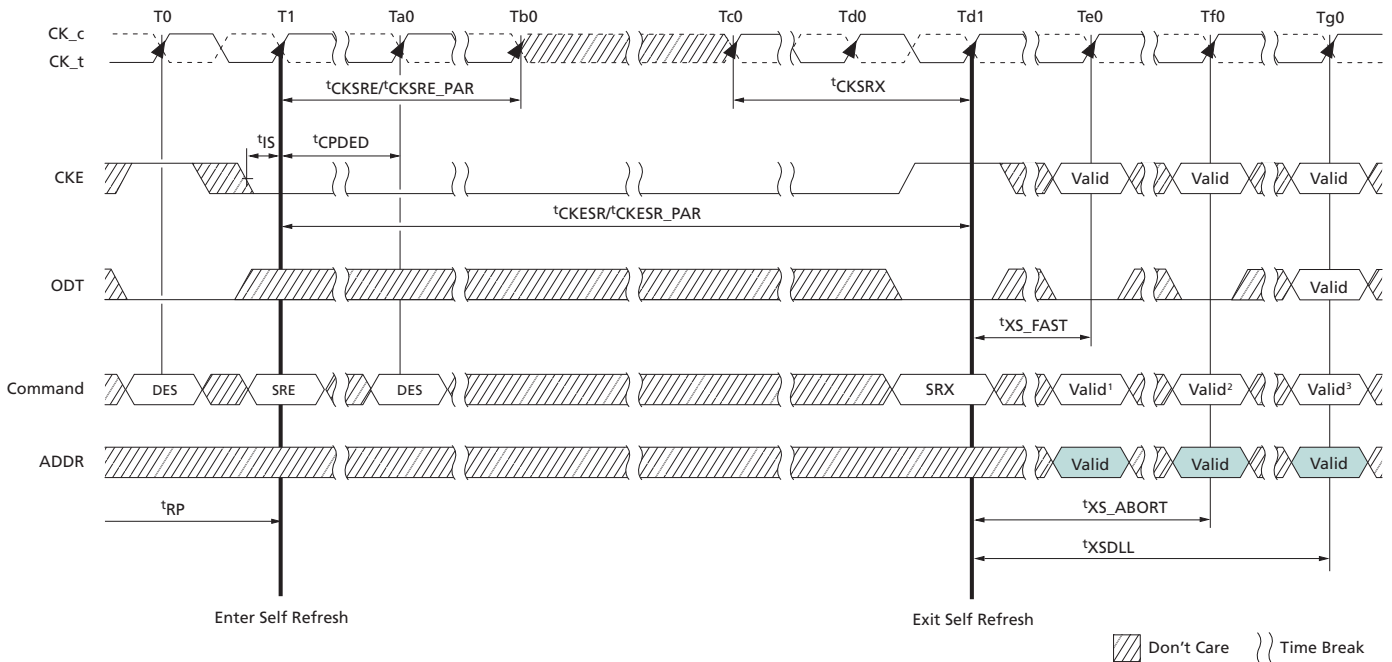 T0 T1 Ta0 Tb0 Tc0 Td0 Td1 Te0 Tf0 Tg0
CK_c
CK_t
tCKSRE/tCKSRE_PAR tCKSRX
tIS tCPDED
CKE Valid Valid Valid
tCKESR/tCKESR_PAR
ODT Valid
tXS_FAST
Command DES SRE DES SRX Valid1 Valid2 Valid3
ADDR Valid Valid Valid
tRP tXS_ABORT
tXSDLL
Enter Self Refresh Exit Self Refresh
Don't Care Time Break